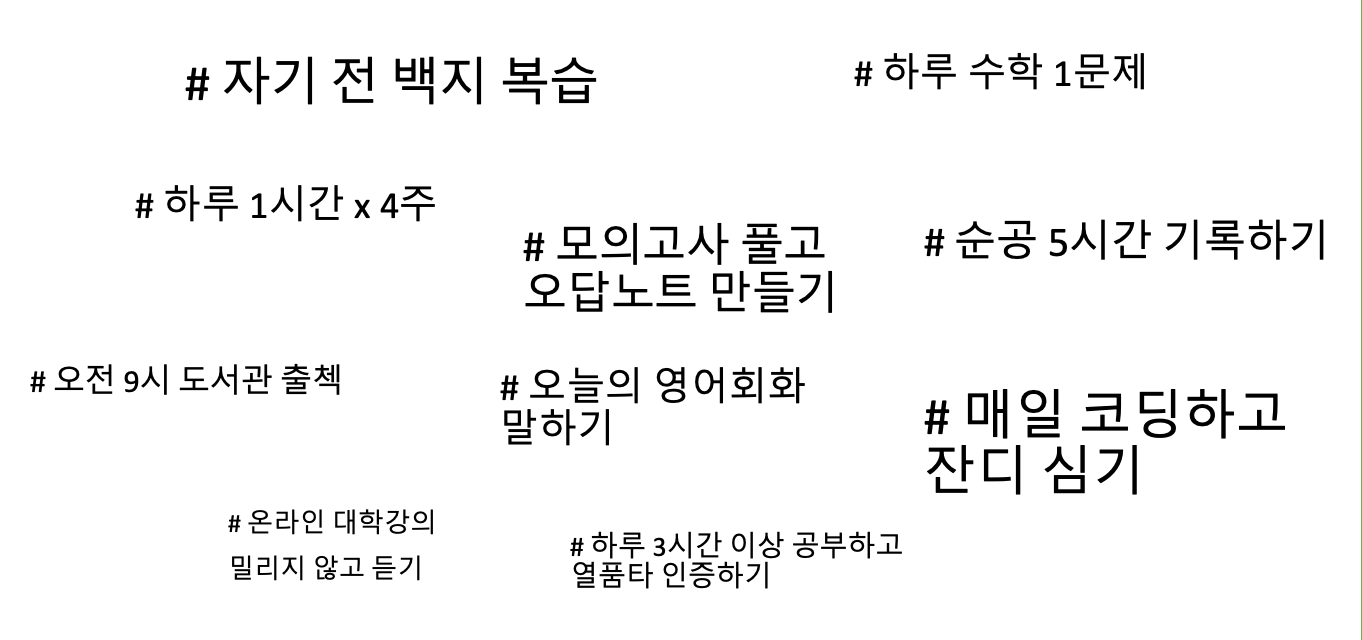 # 자기 전 백지 복습
# 하루 수학 1문제
# 하루 1시간 x 4주
# 모의고사 풀고
오답노트 만들기
# 순공 5시간 기록하기
# 오전 9시 도서관 출첵
# 오늘의 영어회화
말하기
# 매일 코딩하고
잔디 심기
# 온라인 대학강의
밀리지 않고 듣기
# 하루 3시간 이상 공부하고
열품타 인증하기